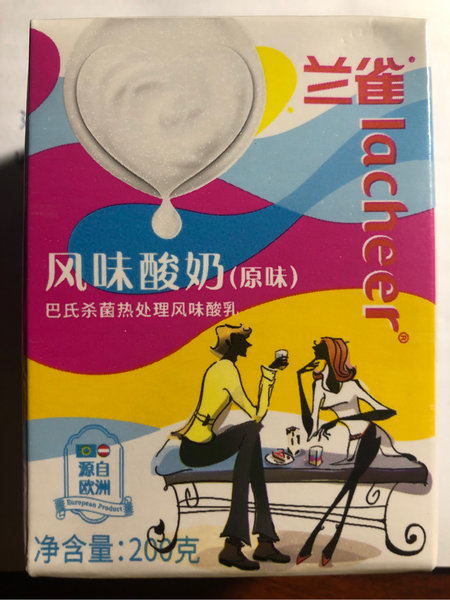 兰雀
lacheer®
风味酸奶(原味)
巴氏杀菌热处理风味酸乳
源自
欧洲
European Product
净含量:200克